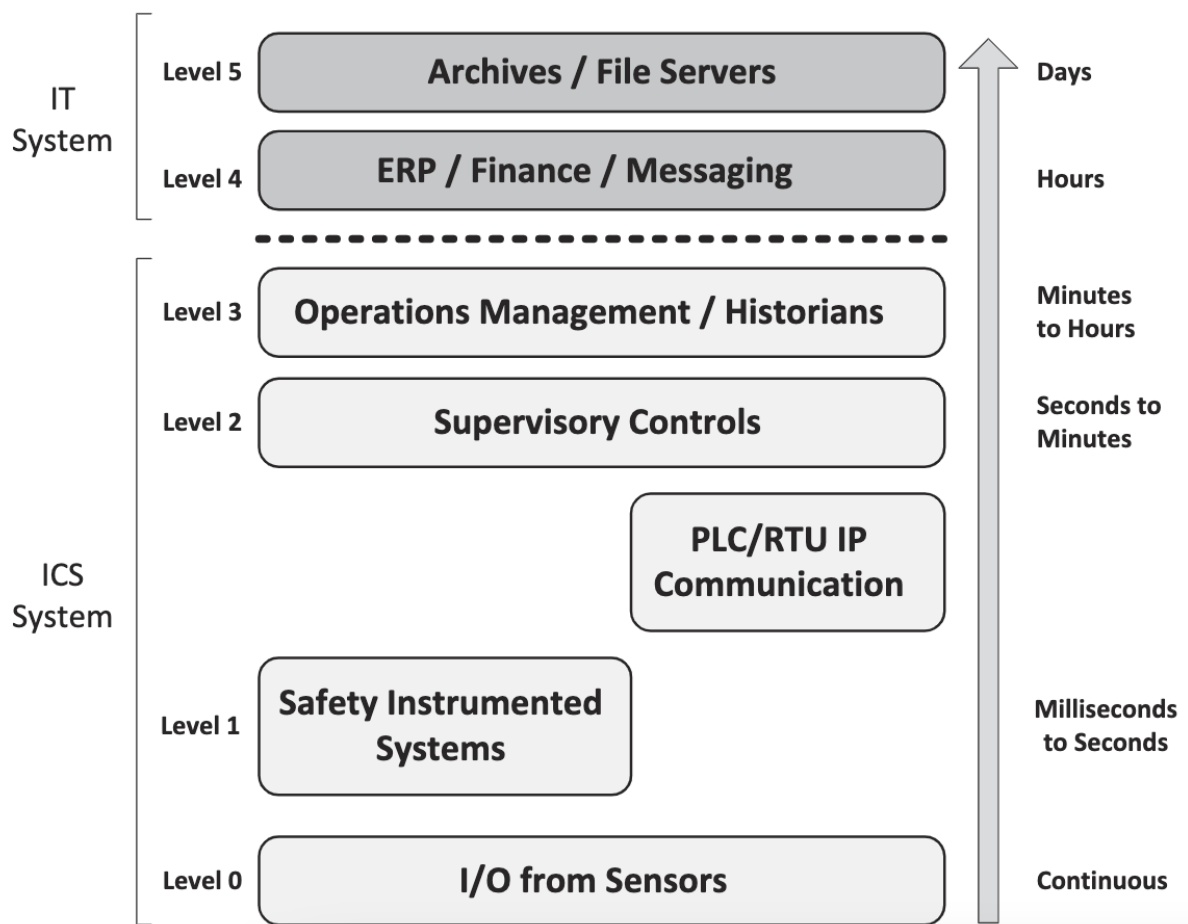 IT
System
Level 5
Archives / File Servers
Days
Level 4
ERP / Finance / Messaging
Hours
ICS
System
Level 3
Operations Management / Historians
Minutes
to Hours
Level 2
Supervisory Controls
Seconds to
Minutes
PLC/RTU IP
Communication
Level 1
Safety Instrumented
Systems
Milliseconds
to Seconds
Level 0
I/O from Sensors
Continuous